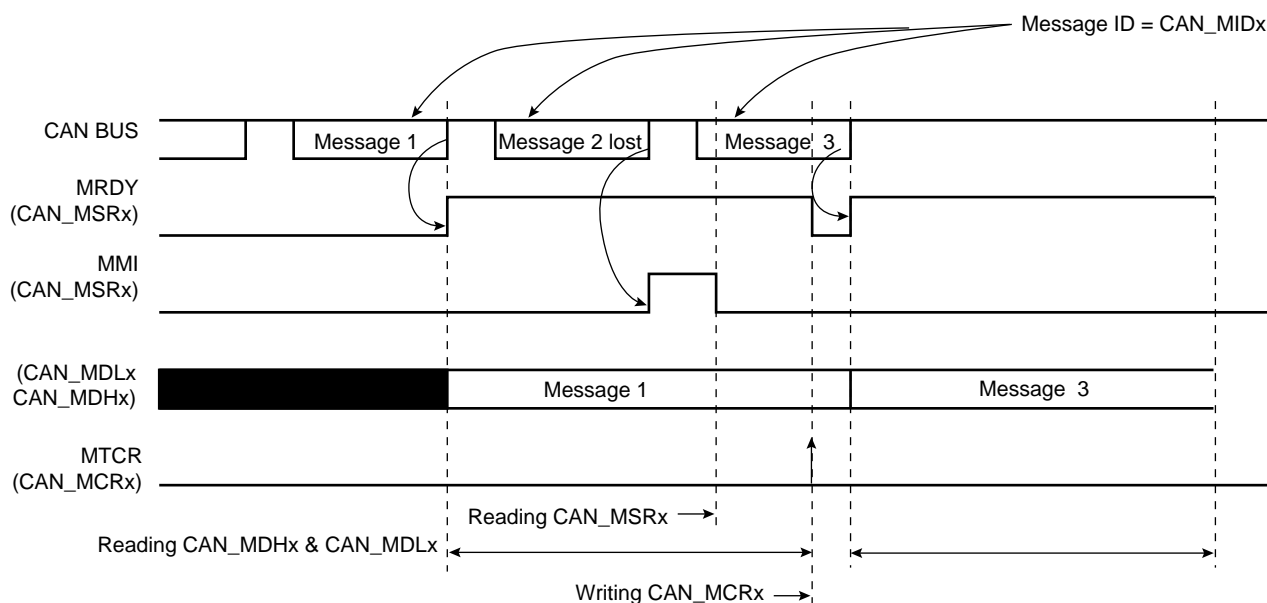 Message ID = CAN_MIDx
CAN BUS
Message 1
Message 2 lost
Message 3
MRDY
(CAN_MSRx)
MMI
(CAN_MSRx)
(CAN_MDLx
CAN_MDHx)
Message 1
Message 3
MTCR
(CAN_MCRx)
Reading CAN_MSRx
Reading CAN_MDHx & CAN_MDLx
Writing CAN_MCRx